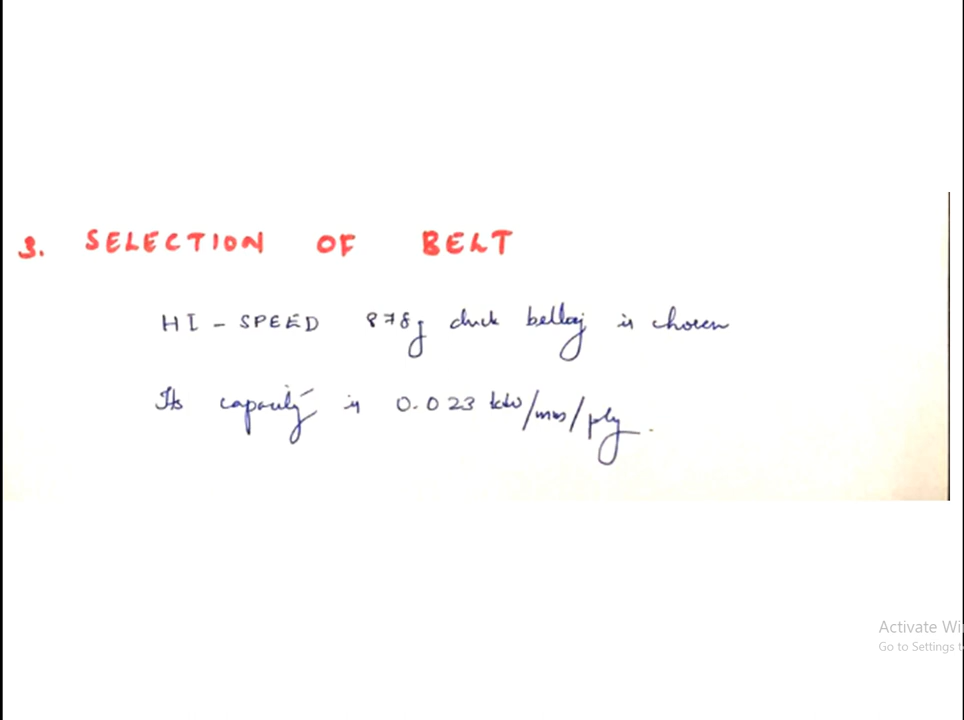 3. SELECTION OF BELT
HI - SPEED 878g duck belting is chosen
Its capacity is 0.023 kw/mm/ply.
Activate Wi
Go to Settings t